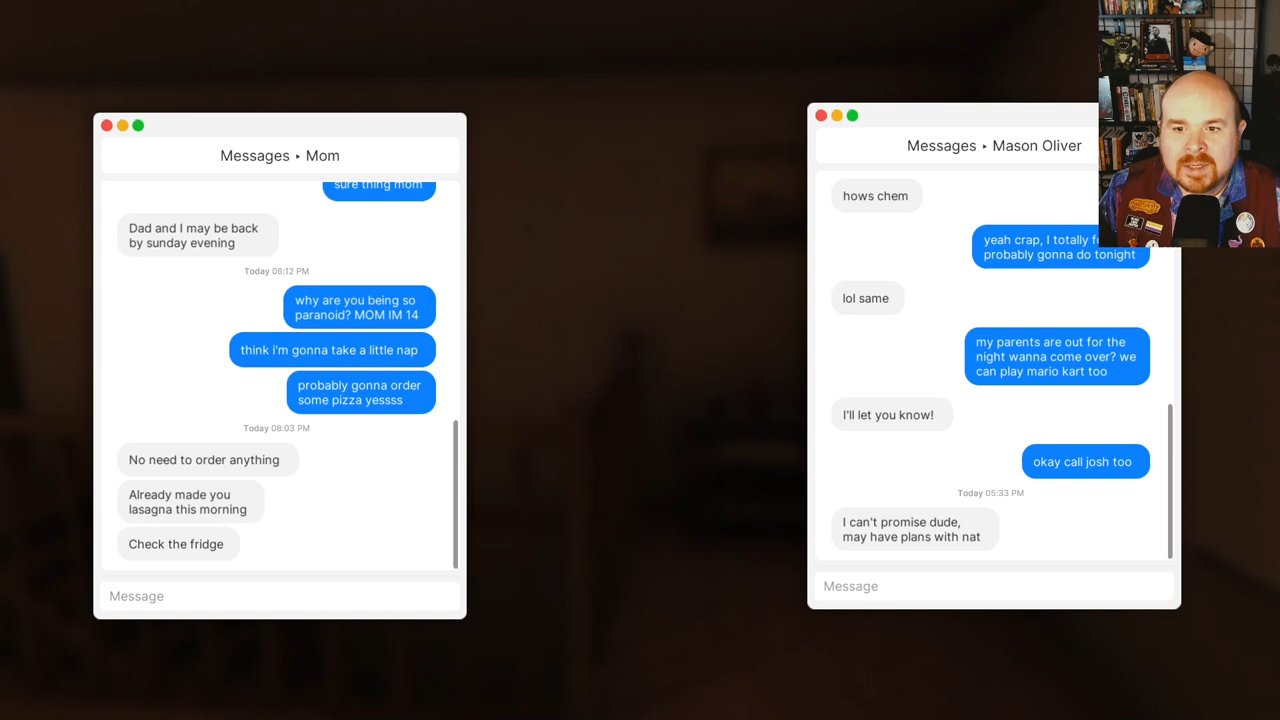 Messages ‣ Mom
sure thing mom
Dad and I may be back
by sunday evening
Today 06:12 PM
why are you being so
paranoid? MOM IM 14
think i'm gonna take a little nap
probably gonna order
some pizza yessss
Today 08:03 PM
No need to order anything
Already made you
lasagna this morning
Check the fridge
Message
Messages ‣ Mason Oliver
hows chem
yeah crap, I totally
probably gonna do tonight
lol same
my parents are out for the
night wanna come over? we
can play mario kart too
I'll let you know!
okay call josh too
Today 05:33 PM
I can't promise dude,
may have plans with nat
Message